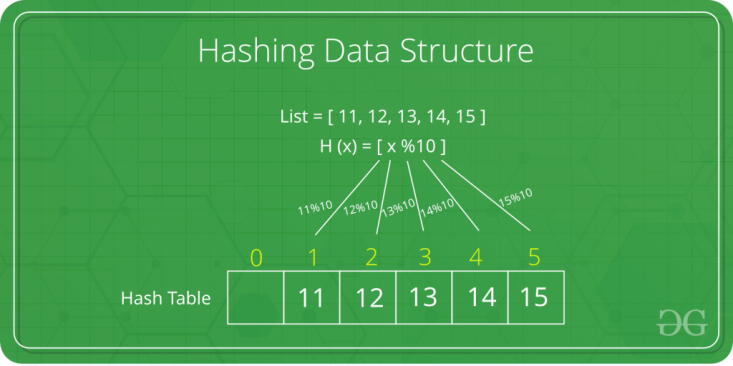 Hashing Data Structure
List = [ 11, 12, 13, 14, 15 ]
H (x) = [ x %10 ]
11%10 12%10 13%10 14%10 15%10
0 1 2 3 4 5
Hash Table 11 12 13 14 15
GG